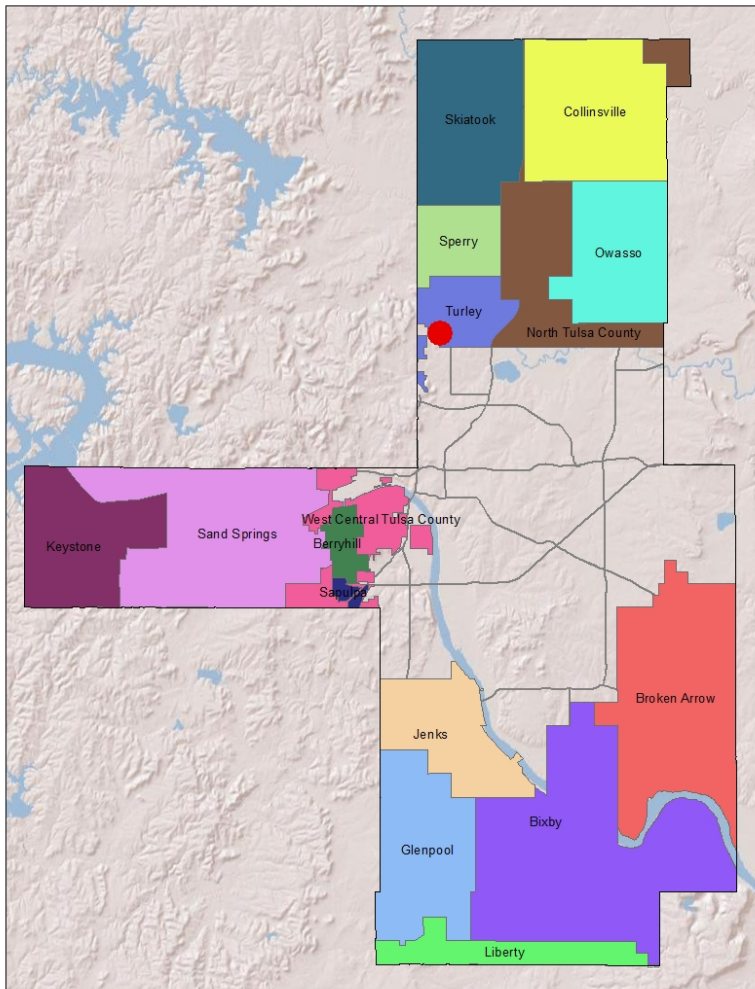 Skiatook
Collinsville
Sperry
Owasso
Turley
North Tulsa County
West Central Tulsa County
Sand Springs
Berryhill
Keystone
Sapulpa
Broken Arrow
Jenks
Bixby
Glenpool
Liberty